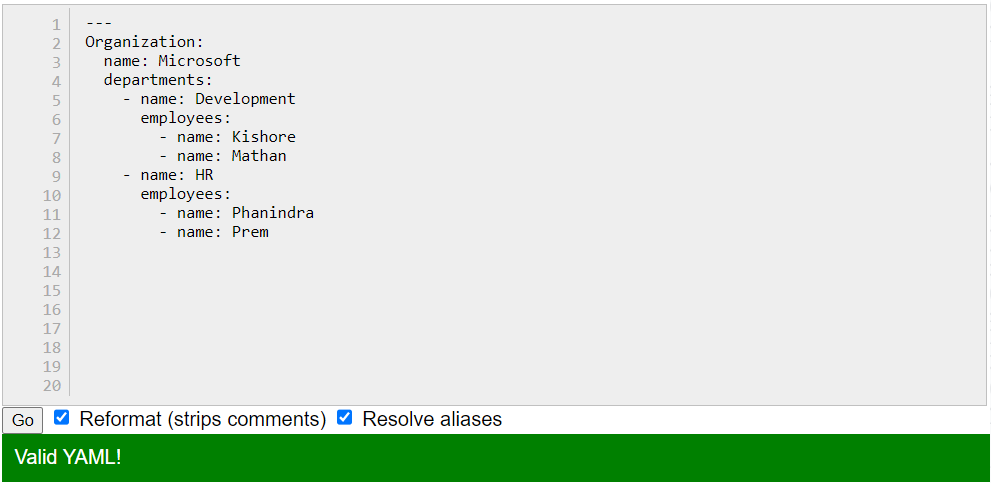 1 ---
2 Organization:
3   name: Microsoft
4   departments:
5     - name: Development
6       employees:
7         - name: Kishore
8         - name: Mathan
9     - name: HR
10       employees:
11         - name: Phanindra
12         - name: Prem
13
14
15
16
17
18
19
20
Go Reformat (strips comments) Resolve aliases
Valid YAML!